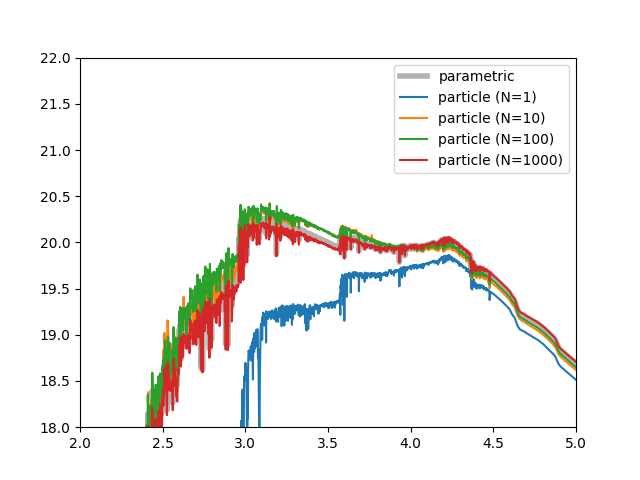 22.0
21.5
21.0
20.5
20.0
19.5
19.0
18.5
18.0
2.0 2.5 3.0 3.5 4.0 4.5 5.0
parametric
particle (N=1)
particle (N=10)
particle (N=100)
particle (N=1000)